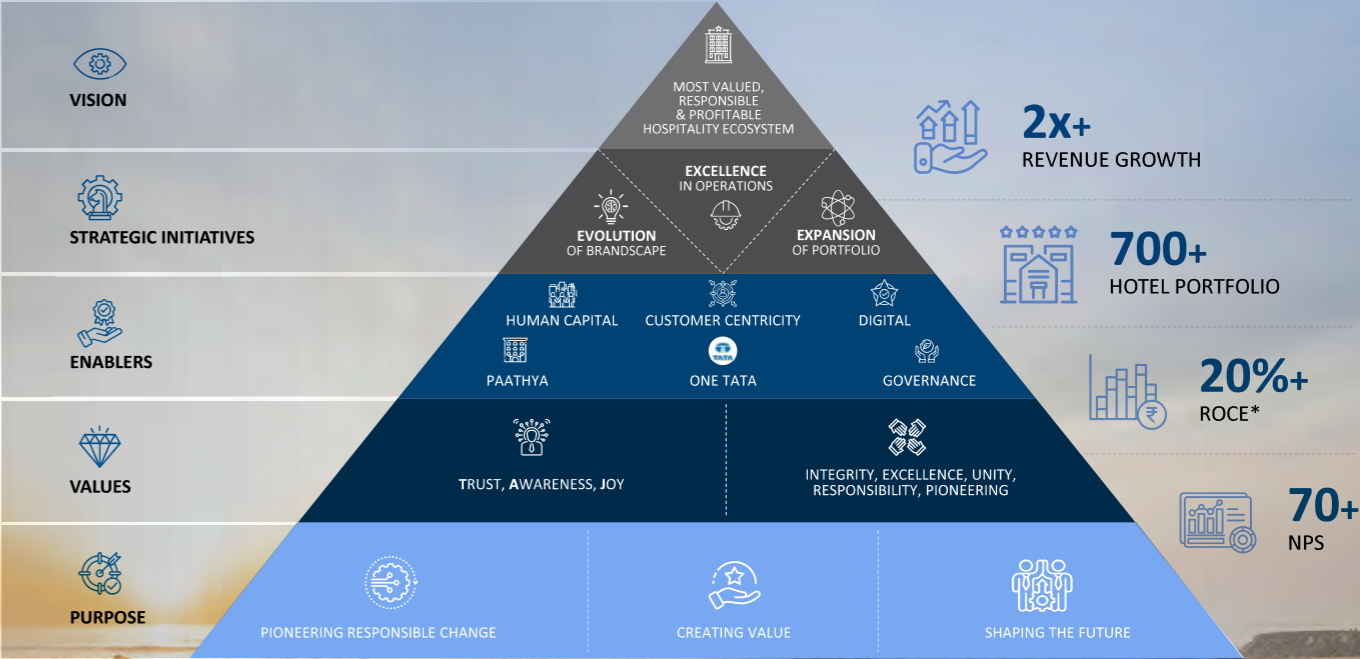 VISION
MOST VALUED,
RESPONSIBLE
& PROFITABLE
HOSPITALITY ECOSYSTEM
STRATEGIC INITIATIVES
EVOLUTION
OF BRANDSCAPE
EXCELLENCE
IN OPERATIONS
EXPANSION
OF PORTFOLIO
ENABLERS
HUMAN CAPITAL
CUSTOMER CENTRICITY
DIGITAL
PAATHYA
TATA
ONE TATA
GOVERNANCE
VALUES
TRUST, AWARENESS, JOY
INTEGRITY, EXCELLENCE, UNITY,
RESPONSIBILITY, PIONEERING
PURPOSE
PIONEERING RESPONSIBLE CHANGE
CREATING VALUE
SHAPING THE FUTURE
2x+
REVENUE GROWTH
700+
HOTEL PORTFOLIO
₹
20%+
ROCE*
70+
NPS